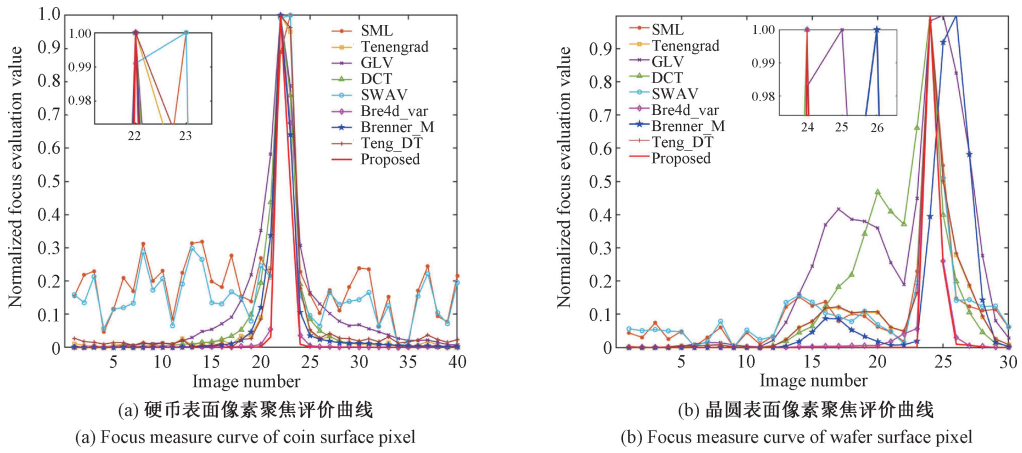 Normalized focus evaluation value
1.0
0.9
0.8
0.7
0.6
0.5
0.4
0.3
0.2
0.1
0
1.00
0.99
0.98
22 23
SML
Tenengrad
GLV
DCT
SWAV
Bre4d_var
Brenner_M
Teng_DT
Proposed
5 10 15 20 25 30 35 40
Image number
(a) 硬币表面像素聚焦评价曲线
(a) Focus measure curve of coin surface pixel
Normalized focus evaluation value
0.9
0.8
0.7
0.6
0.5
0.4
0.3
0.2
0.1
0
SML
Tenengrad
GLV
DCT
SWAV
Bre4d_var
Brenner_M
Teng_DT
Proposed
1.00
0.99
0.98
24 25 26
5 10 15 20 25 30
Image number
(b) 晶圆表面像素聚焦评价曲线
(b) Focus measure curve of wafer surface pixel